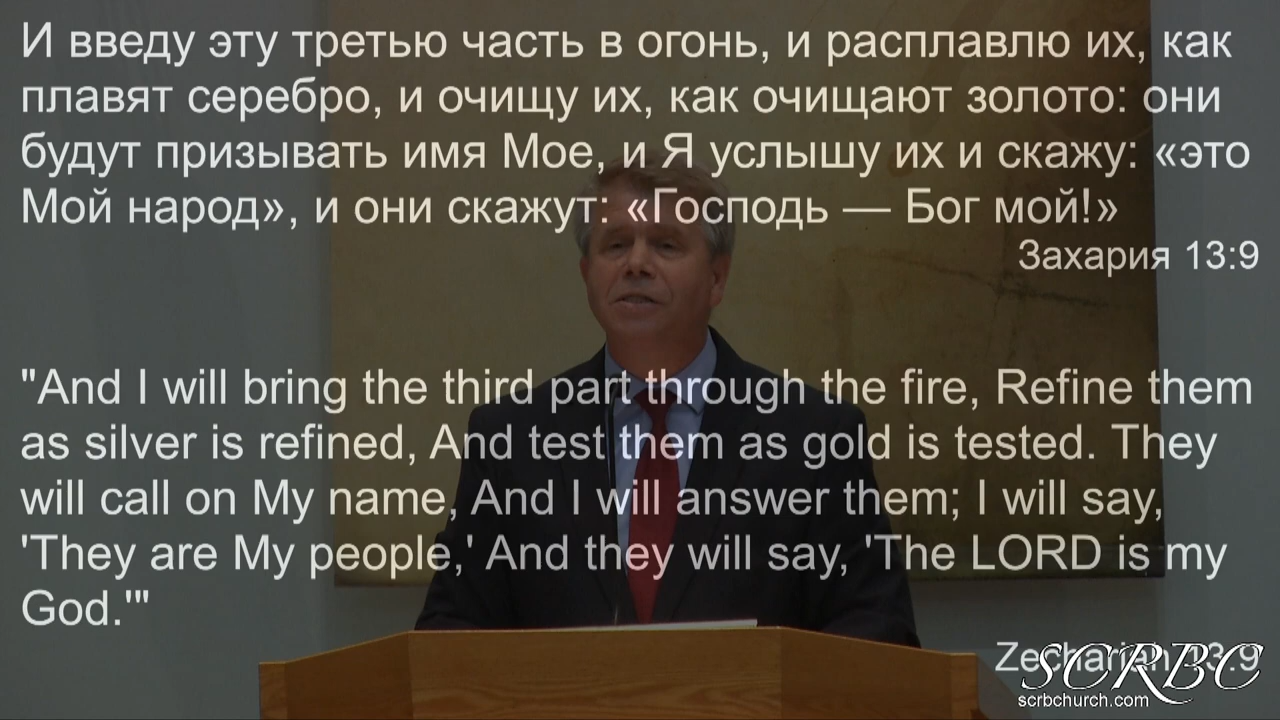 И введу эту третью часть в огонь, и расплавлю их, как
плавят серебро, и очищу их, как очищают золото: они
будут призывать имя Мое, и Я услышу их и скажу: «это
Мой народ», и они скажут: «Господь — Бог мой!»
Захария 13:9
"And I will bring the third part through the fire, Refine them
as silver is refined, And test them as gold is tested. They
will call on My name, And I will answer them; I will say,
'They are My people,' And they will say, 'The LORD is my
God.'"
Zechariah 13:9
SCRBC
scrbchurch.com